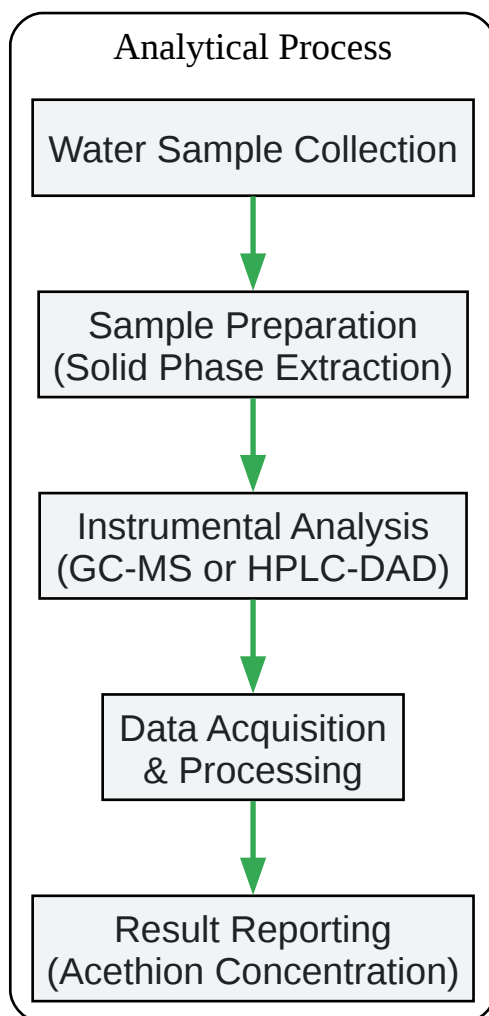 Analytical Process
Water Sample Collection
Sample Preparation
(Solid Phase Extraction)
Instrumental Analysis
(GC-MS or HPLC-DAD)
Data Acquisition
& Processing
Result Reporting
(Acethion Concentration)